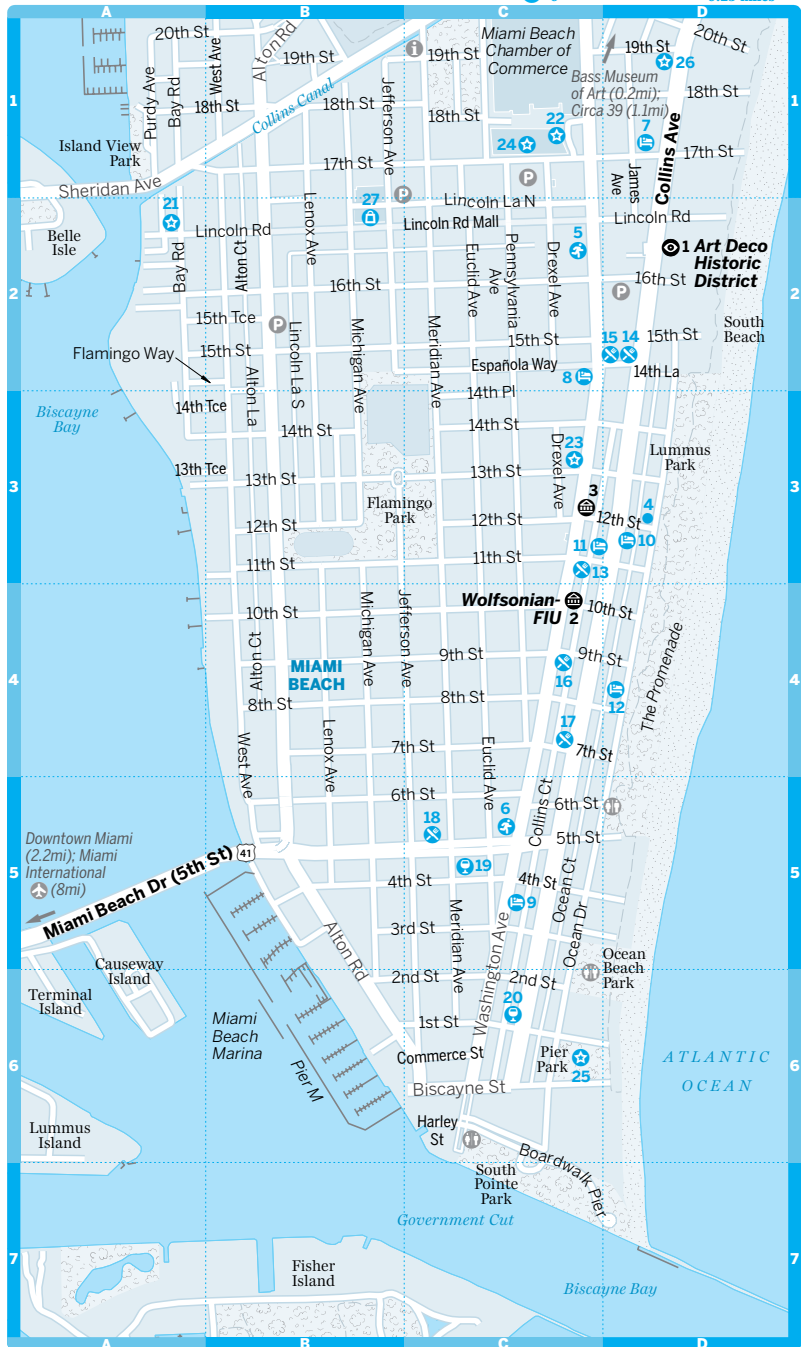 A
B
C
D
20th St
West Ave
Alton Rd
19th St
Purdy Ave
Bay Rd
18th St
Collins Canal
18th St
Jefferson Ave
19th St
18th St
Miami Beach
Chamber of
Commerce
Bass Museum
of Art (0.2mi);
Circa 39 (1.1mi)
19th St
20th St
26
18th St
1
1
22
24
7
Island View
Park
17th St
17th St
James
Ave
Collins Ave
Sheridan Ave
P
P
21
27
Lincoln La N
Lincoln Rd Mall
Lincoln Rd
Lincoln Rd
Belle
Isle
Bay Rd
Alton Ct
Lenox Ave
Euclid Ave
Pennsylvania
Ave
Drexel Ave
5
1 Art Deco
Historic
District
16th St
16th St
P
2
2
15th Tce
P
15th St
Flamingo Way
Lincoln La S
Michigan Ave
Meridian Ave
15th St
15
14
15th St
South
Beach
Española Way
14th La
8
14th Pl
Alton La
14th Tce
Biscayne
Bay
14th St
14th St
Drexel Ave
23
Lummus
Park
13th Tce
13th St
13th St
3
3
3
4
Flamingo
Park
12th St
12th St
12th St
11
10
11th St
11th St
13
Wolfsonian-
FIU 2
10th St
10th St
Alton Ct
Michigan Ave
Jefferson Ave
9th St
9th St
16
MIAMI
BEACH
4
4
The Promenade
12
8th St
8th St
17
West Ave
Lenox Ave
7th St
Euclid Ave
7th St
6th St
Collins Ct
6th St
18
6
5th St
Downtown Miami
(2.2mi); Miami
International
(8mi)
41
Miami Beach Dr (5th St)
19
5
5
4th St
4th St
Ocean Ct
9
Alton Rd
Meridian Ave
3rd St
Washington Ave
Ocean Dr
Ocean
Beach
Park
Causeway
Island
Terminal
Island
2nd St
2nd St
20
Miami
Beach
Marina
1st St
Pier M
Commerce St
Pier
Park
25
ATLANTIC
OCEAN
6
6
Biscayne St
Lummus
Island
Harley
St
South
Pointe
Park
Boardwalk Pier
Government Cut
7
7
Fisher
Island
Biscayne Bay
A
B
C
D